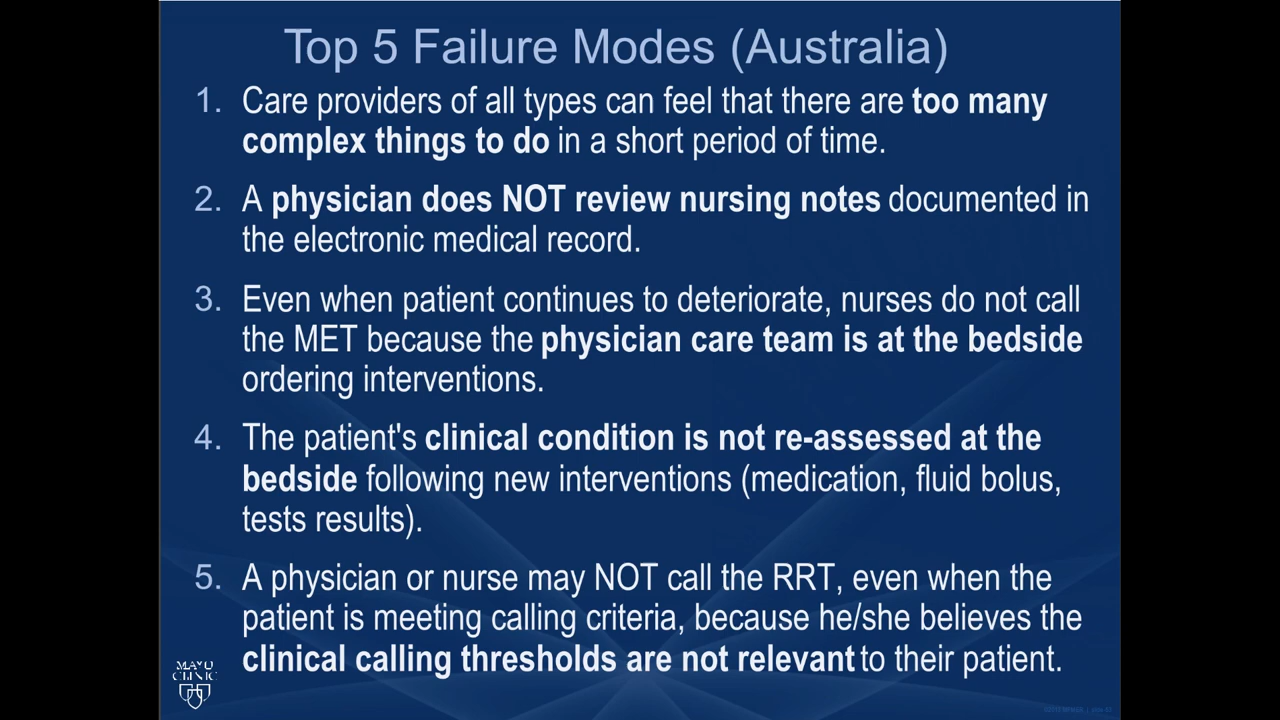 Top 5 Failure Modes (Australia)
1. Care providers of all types can feel that there are too many
complex things to do in a short period of time.
2. A physician does NOT review nursing notes documented in
the electronic medical record.
3. Even when patient continues to deteriorate, nurses do not call
the MET because the physician care team is at the bedside
ordering interventions.
4. The patient's clinical condition is not re-assessed at the
bedside following new interventions (medication, fluid bolus,
tests results).
5. A physician or nurse may NOT call the RRT, even when the
patient is meeting calling criteria, because he/she believes the
clinical calling thresholds are not relevant to their patient.
MAYO
CLINIC